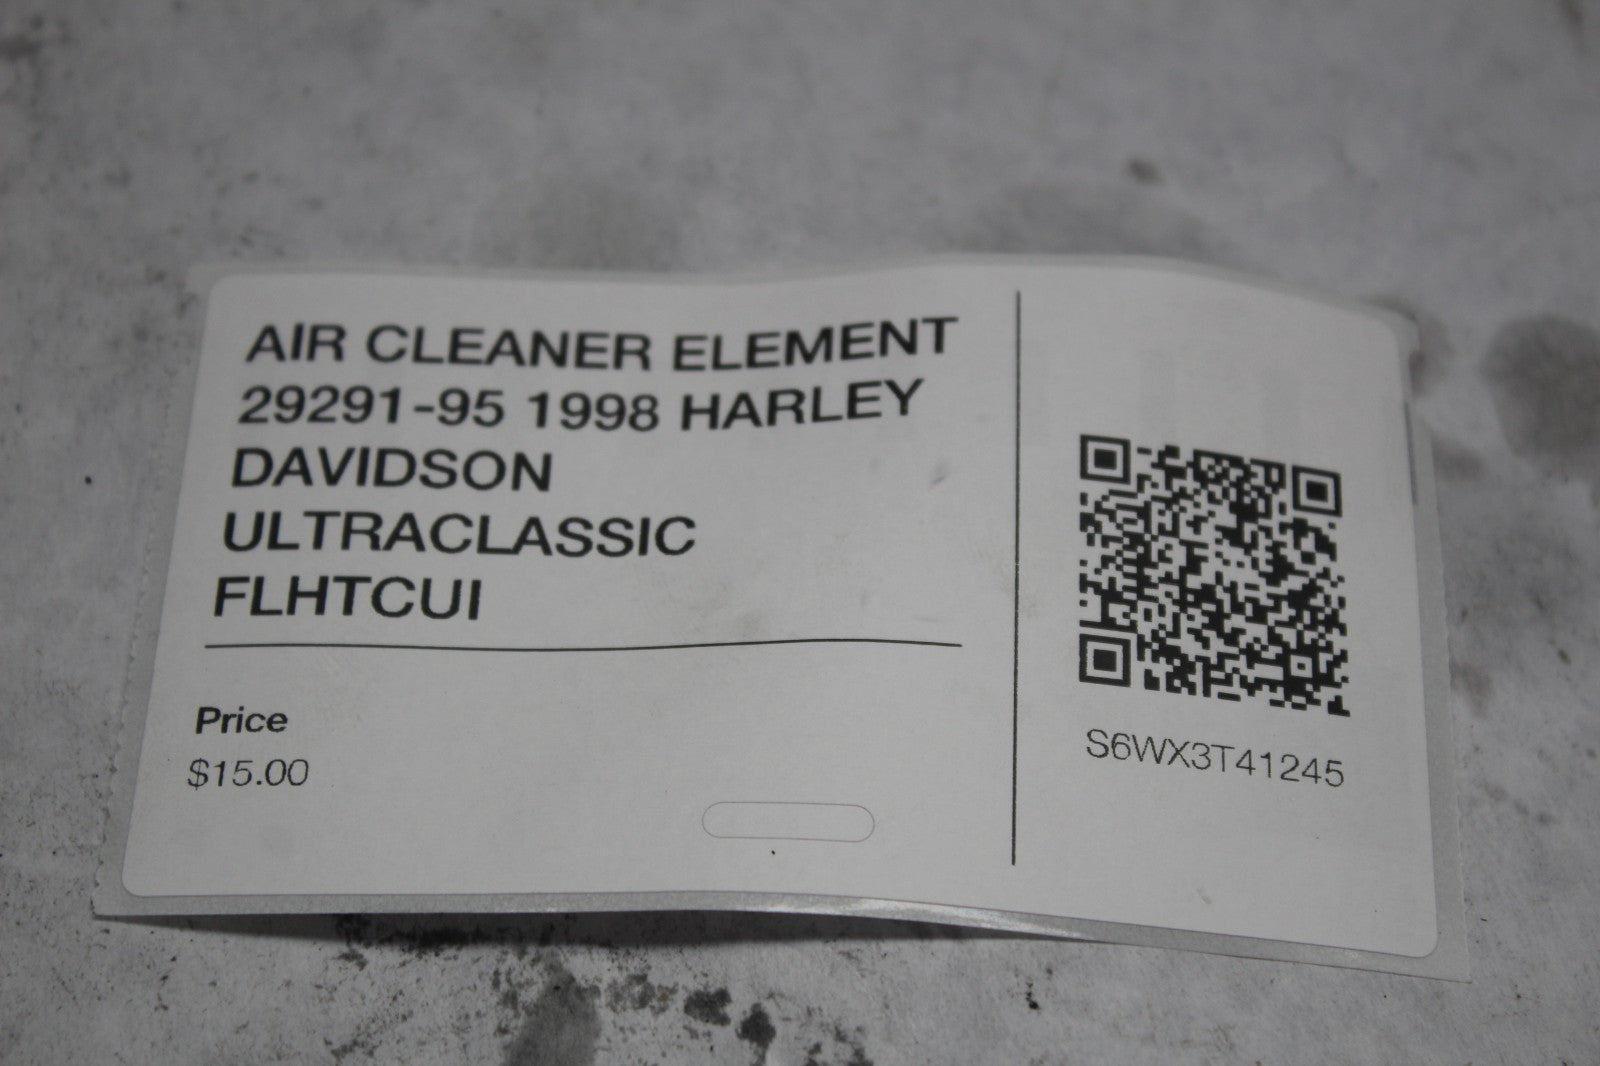 AIR CLEANER ELEMENT
29291-95 1998 HARLEY
DAVIDSON
ULTRACLASSIC
FLHTCUI
Price
$15.00
S6WX3T41245